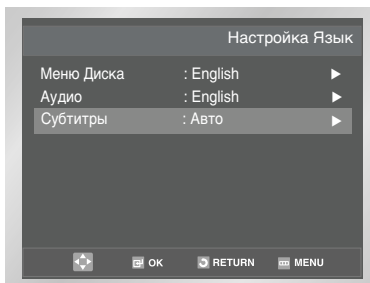 Настройка Язык
Меню Диска : English ►
Аудио : English ►
Субтитры : Авто ►
OK RETURN MENU